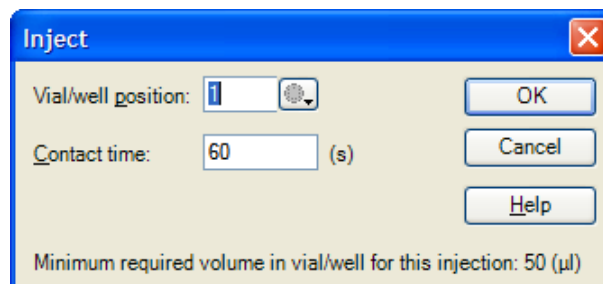 Inject
Vial/well position: 1 OK
Contact time: 60 (s) Cancel
Help
Minimum required volume in vial/well for this injection: 50 (µl)